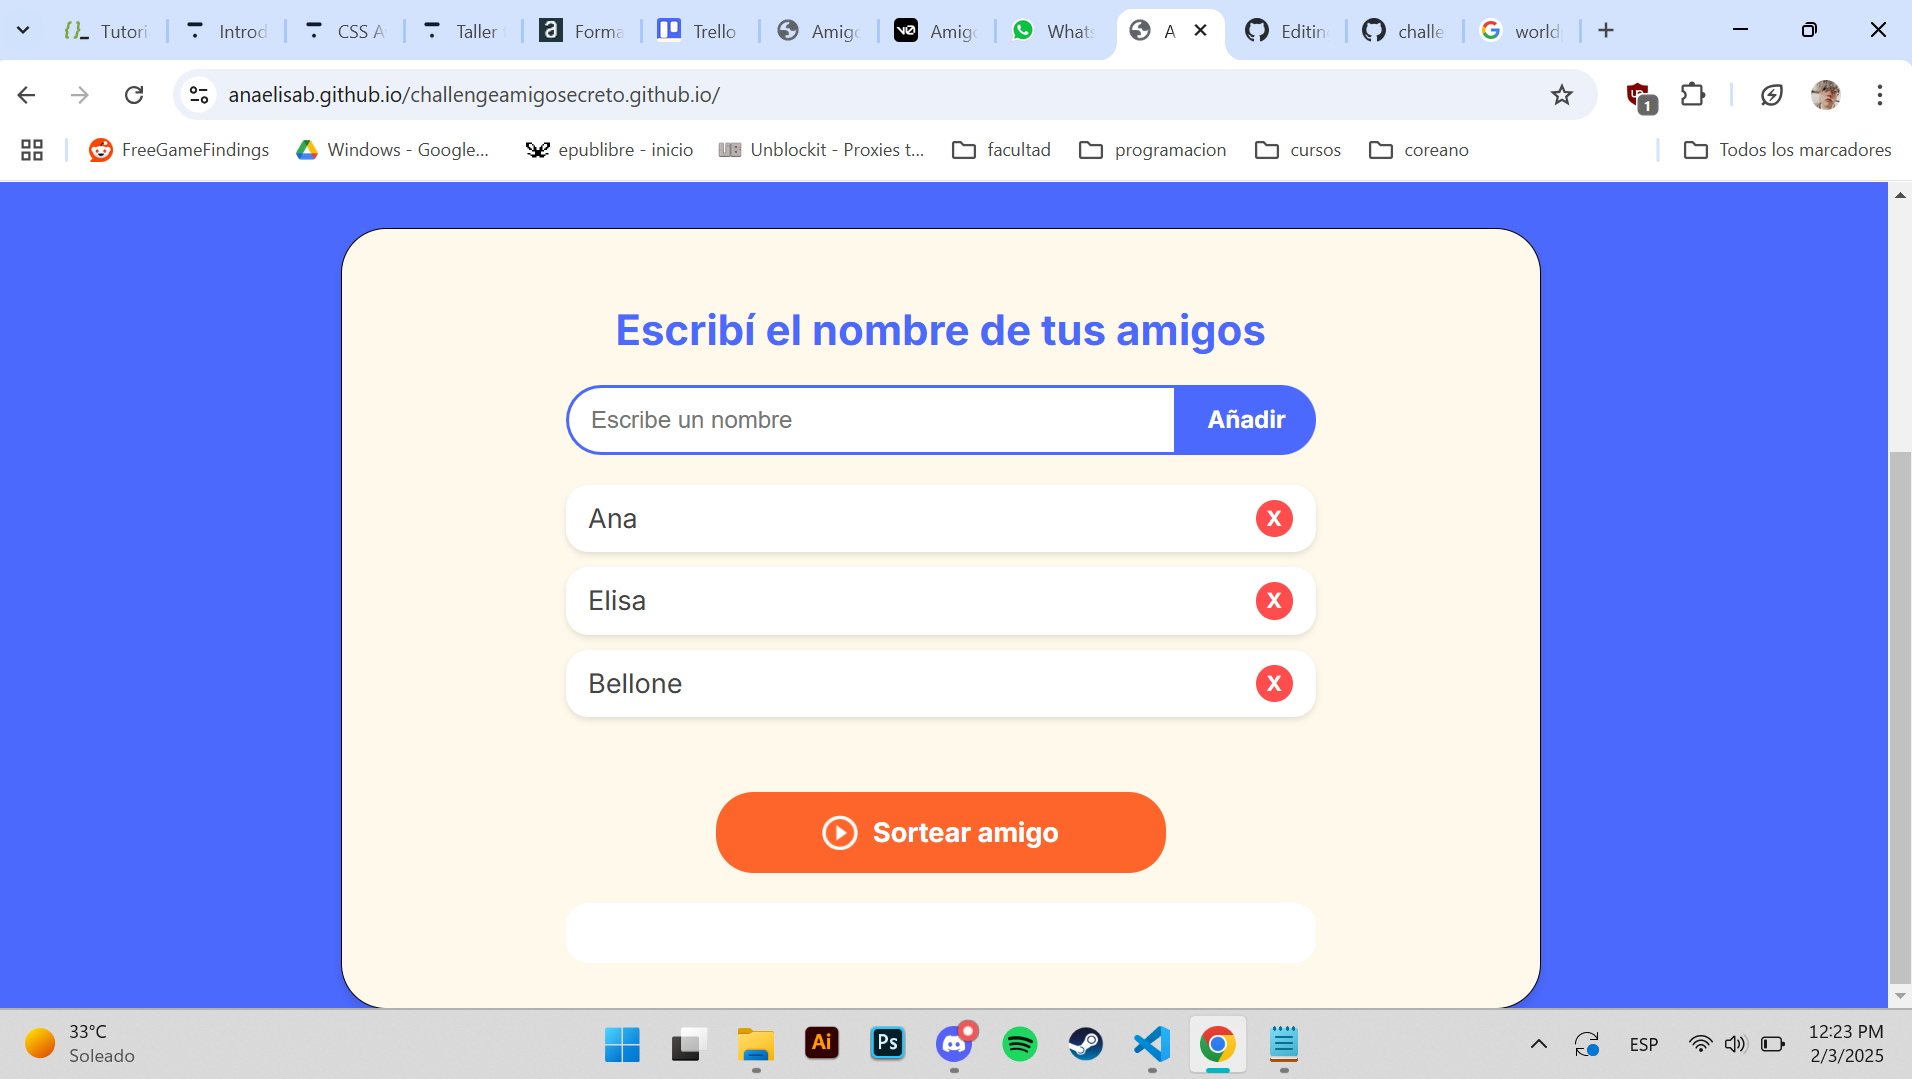 Tutori
Introd
CSS A
Taller
Forma
Trello
Amigo
Amigo
Whats
A
Editin
challe
world
anaelisab.github.io/challengeamigosecreto.github.io/
1
FreeGameFindings
Windows - Google...
epublibre - inicio
Unblockit - Proxies t...
facultad
programacion
cursos
coreano
Todos los marcadores
Escribí el nombre de tus amigos
Escribe un nombre
Añadir
Ana
X
Elisa
X
Bellone
X
Sortear amigo
33°C
Soleado
Ai
Ps
ESP
12:23 PM
2/3/2025